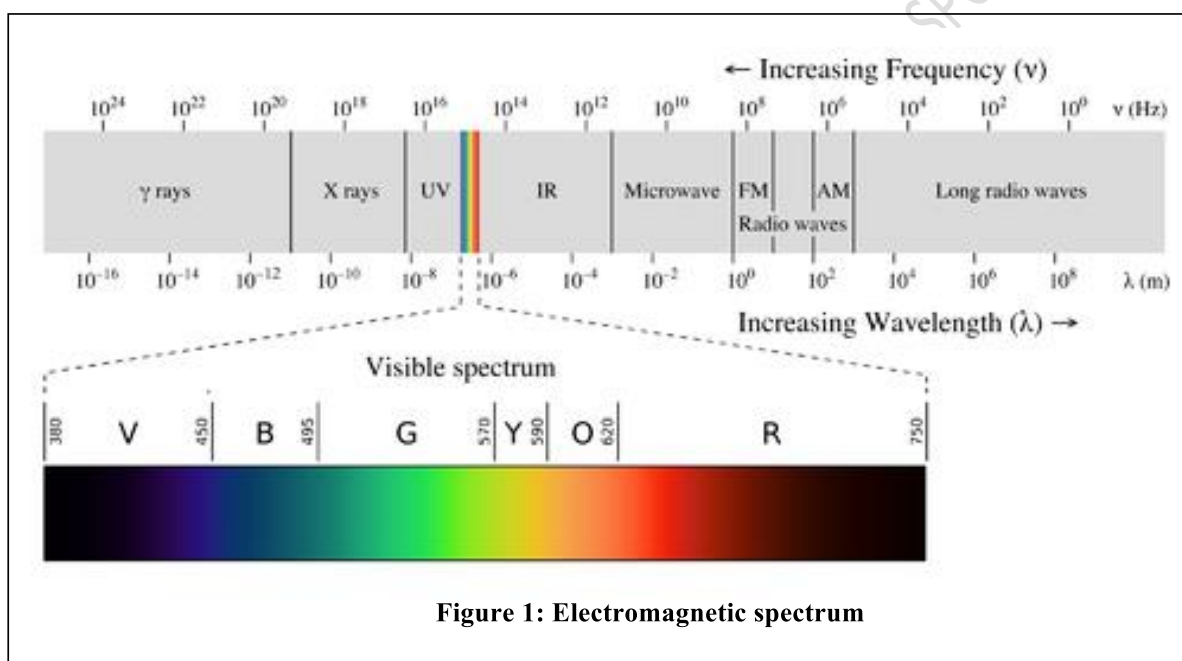 ← Increasing Frequency (ν)
10²⁴ 10²² 10²⁰ 10¹⁸ 10¹⁶ 10¹⁴ 10¹² 10¹⁰ 10⁸ 10⁶ 10⁴ 10² 10⁰ ν (Hz)
γ rays X rays UV IR Microwave FM AM Long radio waves
Radio waves
10⁻¹⁶ 10⁻¹⁴ 10⁻¹² 10⁻¹⁰ 10⁻⁸ 10⁻⁶ 10⁻⁴ 10⁻² 10⁰ 10² 10⁴ 10⁶ 10⁸ λ (m)
Increasing Wavelength (λ) →
Visible spectrum
380 V 450 B 495 G 570 Y 590 O 620 R 750
Figure 1: Electromagnetic spectrum